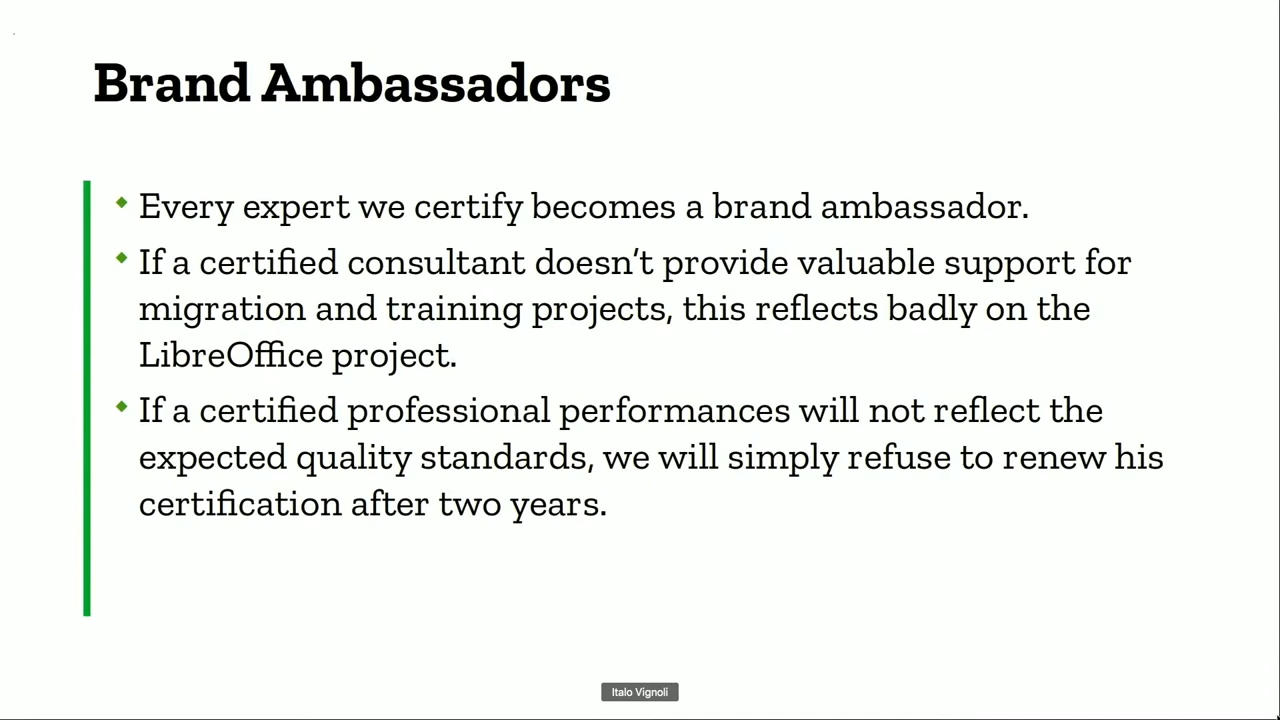 Brand Ambassadors
Every expert we certify becomes a brand ambassador.
If a certified consultant doesn't provide valuable support for
migration and training projects, this reflects badly on the
LibreOffice project.
If a certified professional performances will not reflect the
expected quality standards, we will simply refuse to renew his
certification after two years.
Italo Vignoli